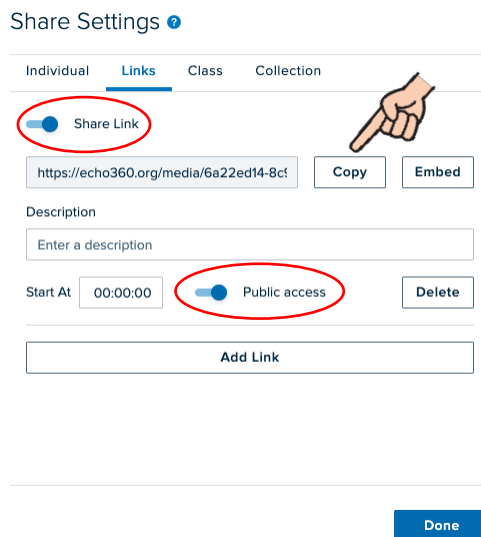 Share Settings ?
Individual Links Class Collection
Share Link
https://echo360.org/media/6a22ed14-8c9 Copy Embed
Description
Enter a description
Start At 00:00:00 Public access Delete
Add Link
Done